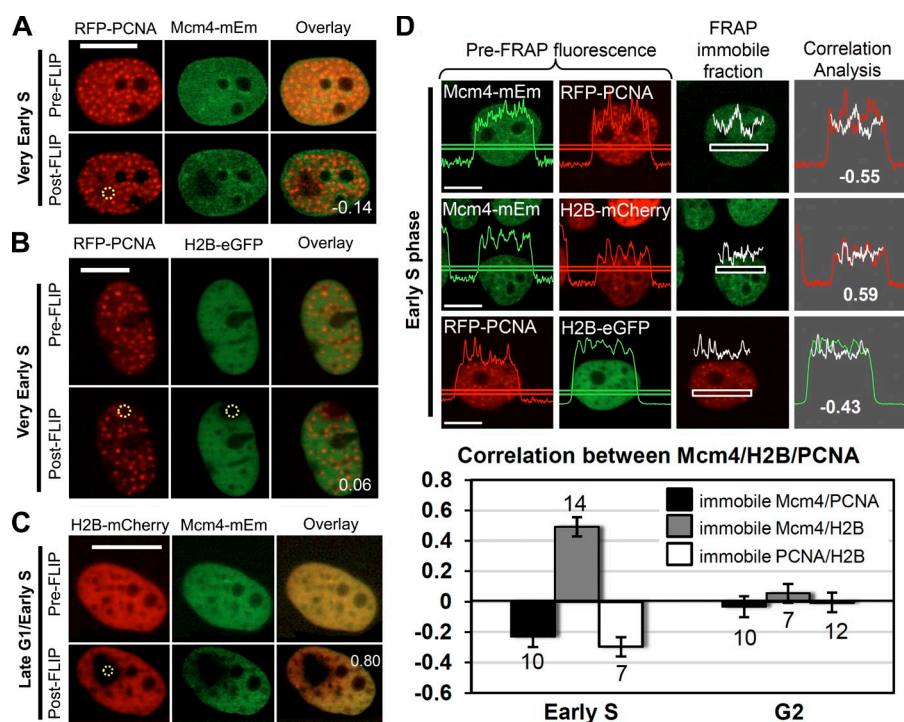 A
RFP-PCNA Mcm4-mEm Overlay
Very Early S
Pre-FLIP
Post-FLIP
-0.14
B
RFP-PCNA H2B-eGFP Overlay
Very Early S
Pre-FLIP
Post-FLIP
0.06
C
H2B-mCherry Mcm4-mEm Overlay
Late G1/Early S
Pre-FLIP
Post-FLIP
0.80
D
Pre-FRAP fluorescence
FRAP
immobile
fraction
Correlation
Analysis
Early S phase
Mcm4-mEm RFP-PCNA
-0.55
Mcm4-mEm H2B-mCherry
0.59
RFP-PCNA H2B-eGFP
-0.43
Correlation between Mcm4/H2B/PCNA
0.8
0.6
0.4
0.2
0
-0.2
-0.4
-0.6
14
10
7
10
7
12
immobile Mcm4/PCNA
immobile Mcm4/H2B
immobile PCNA/H2B
Early S G2